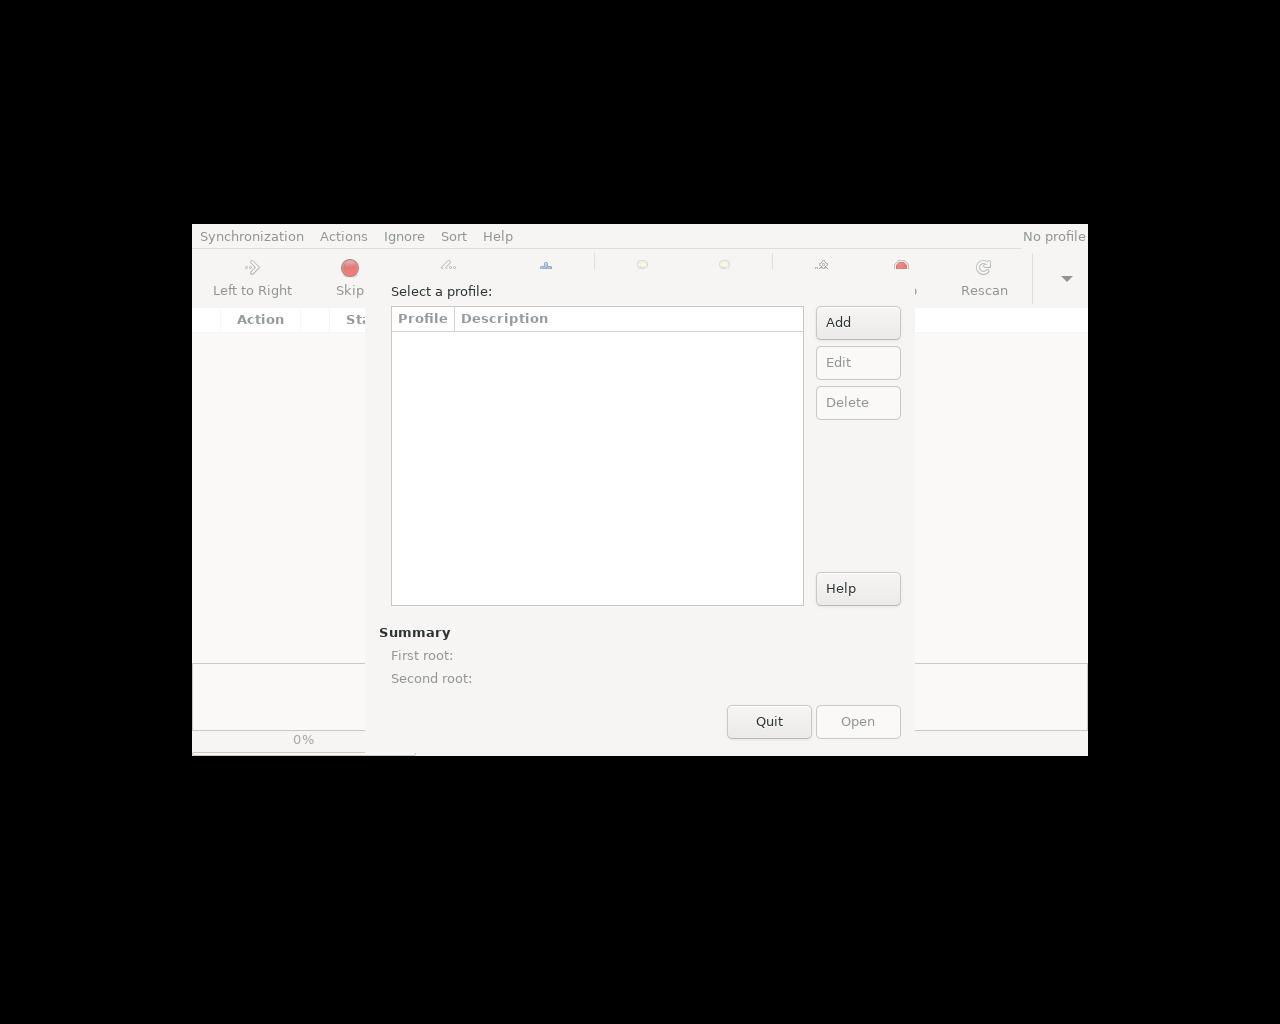 Synchronization Actions Ignore Sort Help No profile
Left to Right Skip Rescan
Select a profile:
Action
Profile Description
Add
Edit
Delete
Help
Summary
First root:
Second root:
Quit Open
0%